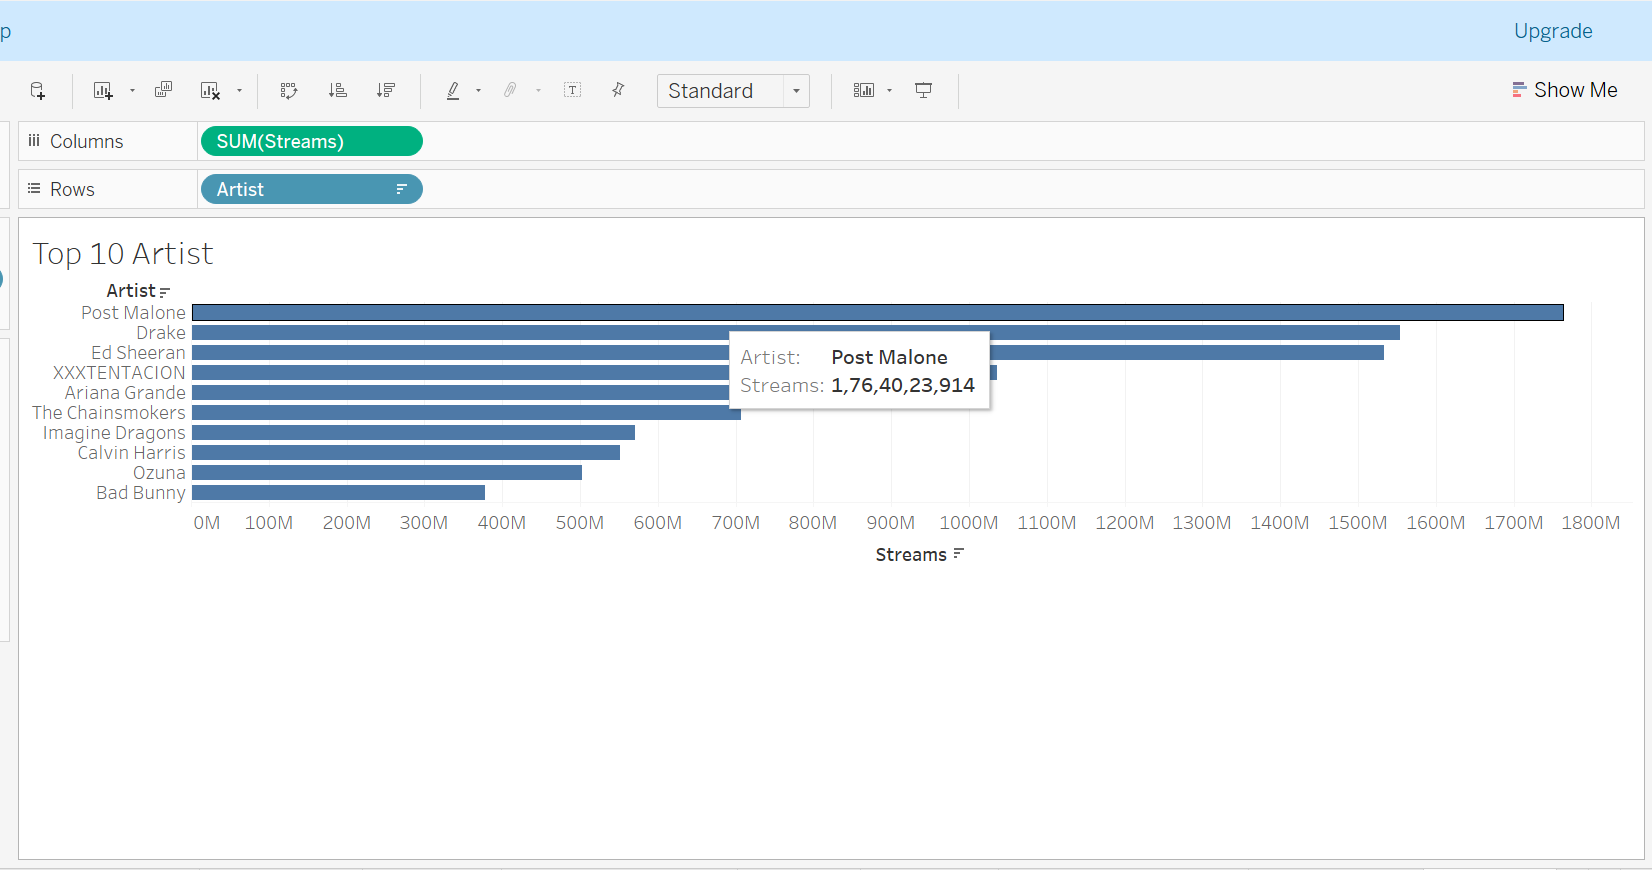 p Upgrade
Standard Show Me
Columns SUM(Streams)
Rows Artist
Top 10 Artist
Artist
Post Malone
Drake
Ed Sheeran
XXXTENTACION
Ariana Grande
The Chainsmokers
Imagine Dragons
Calvin Harris
Ozuna
Bad Bunny
Artist: Post Malone
Streams: 1,76,40,23,914
0M 100M 200M 300M 400M 500M 600M 700M 800M 900M 1000M 1100M 1200M 1300M 1400M 1500M 1600M 1700M 1800M
Streams